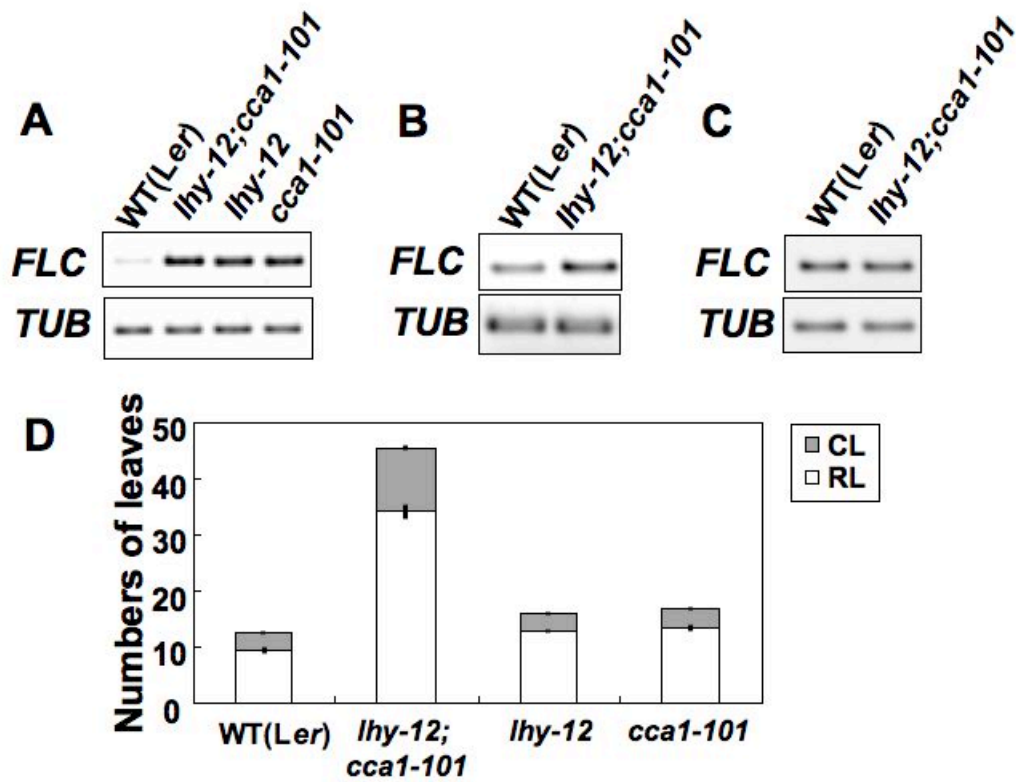 A
WT(Ler)
lhy-12;cca1-101
lhy-12
cca1-101
FLC
TUB
B
WT(Ler)
lhy-12;cca1-101
FLC
TUB
C
WT(Ler)
lhy-12;cca1-101
FLC
TUB
D
Numbers of leaves
50
40
30
20
10
0
WT(Ler)
lhy-12;
cca1-101
lhy-12
cca1-101
CL
RL